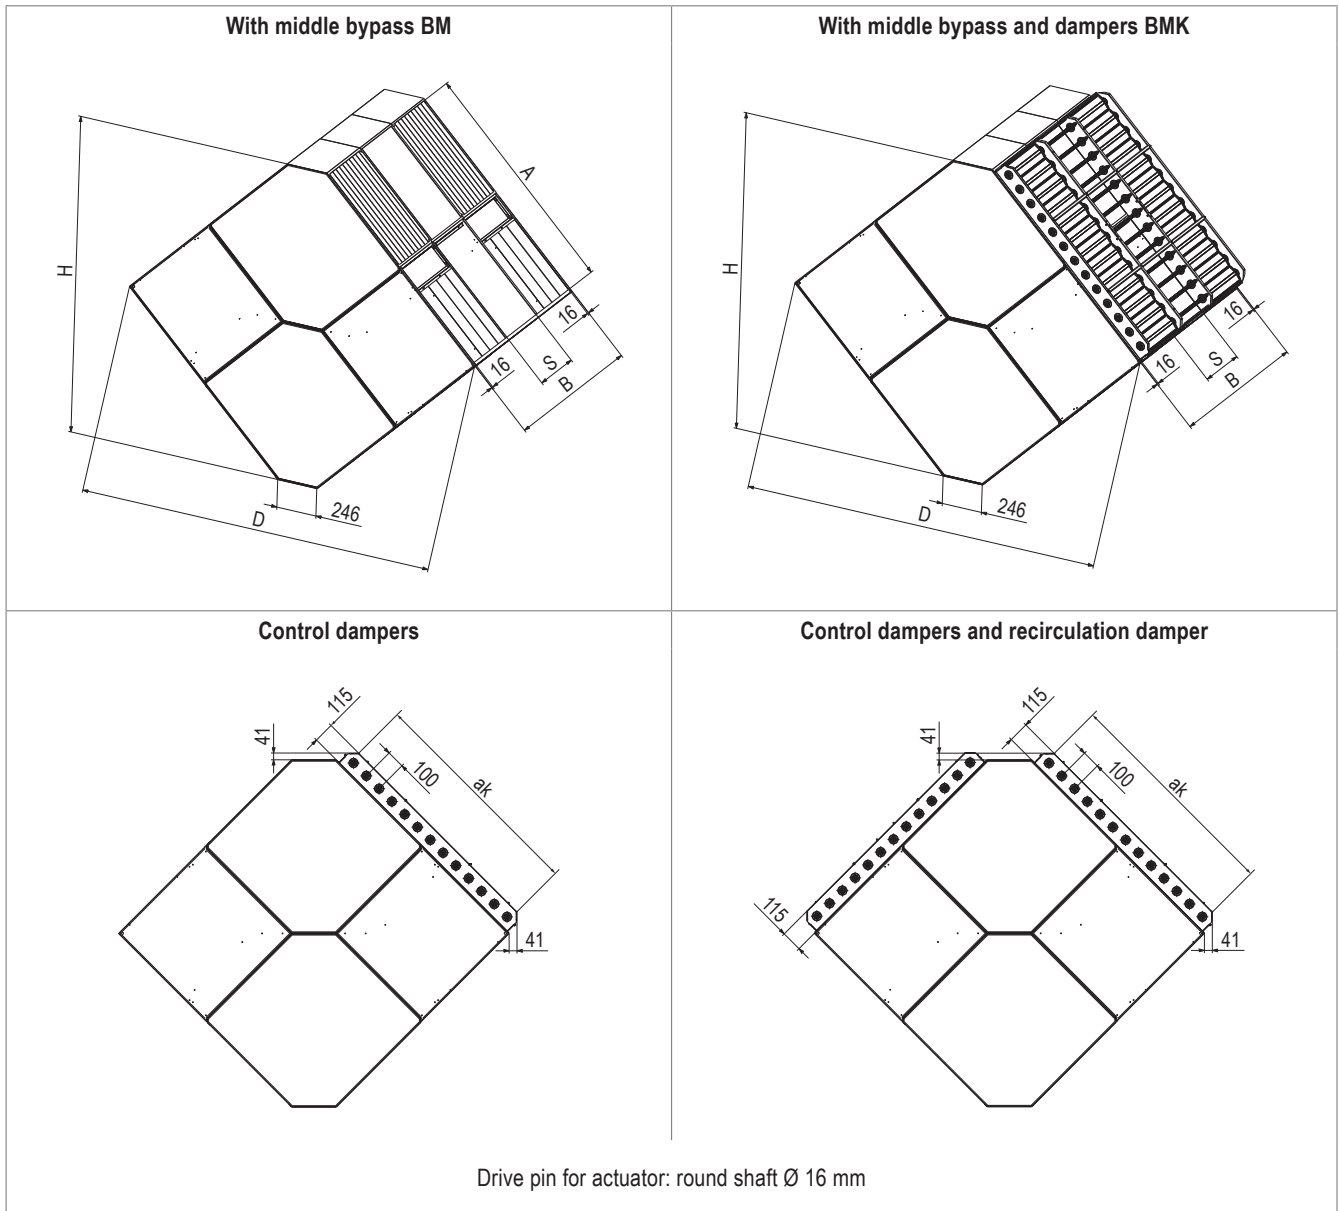 With middle bypass BM
H
A
16
S
16
B
246
D
With middle bypass and dampers BMK
H
16
S
16
B
246
D
Control dampers
115
41
100
ak
41
Control dampers and recirculation damper
115
41
100
ak
115
41
Drive pin for actuator: round shaft Ø 16 mm